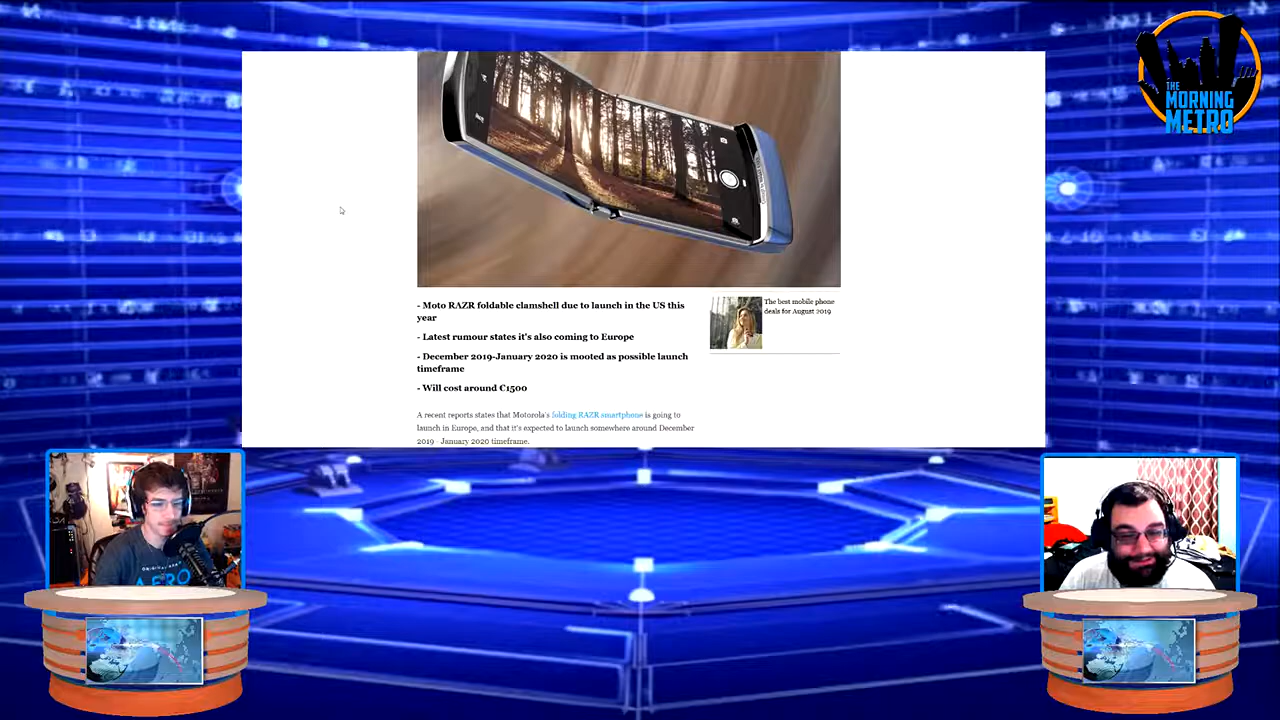 THE
MORNING
METRO
- Moto RAZR foldable clamshell due to launch in the US this
year
- Latest rumour states it's also coming to Europe
- December 2019-January 2020 is mooted as possible launch
timeframe
- Will cost around €1500
The best mobile phone
deals for August 2019
A recent reports states that Motorola's folding RAZR smartphone is going to
launch in Europe, and that it's expected to launch somewhere around December
2019 - January 2020 timeframe.
AERO